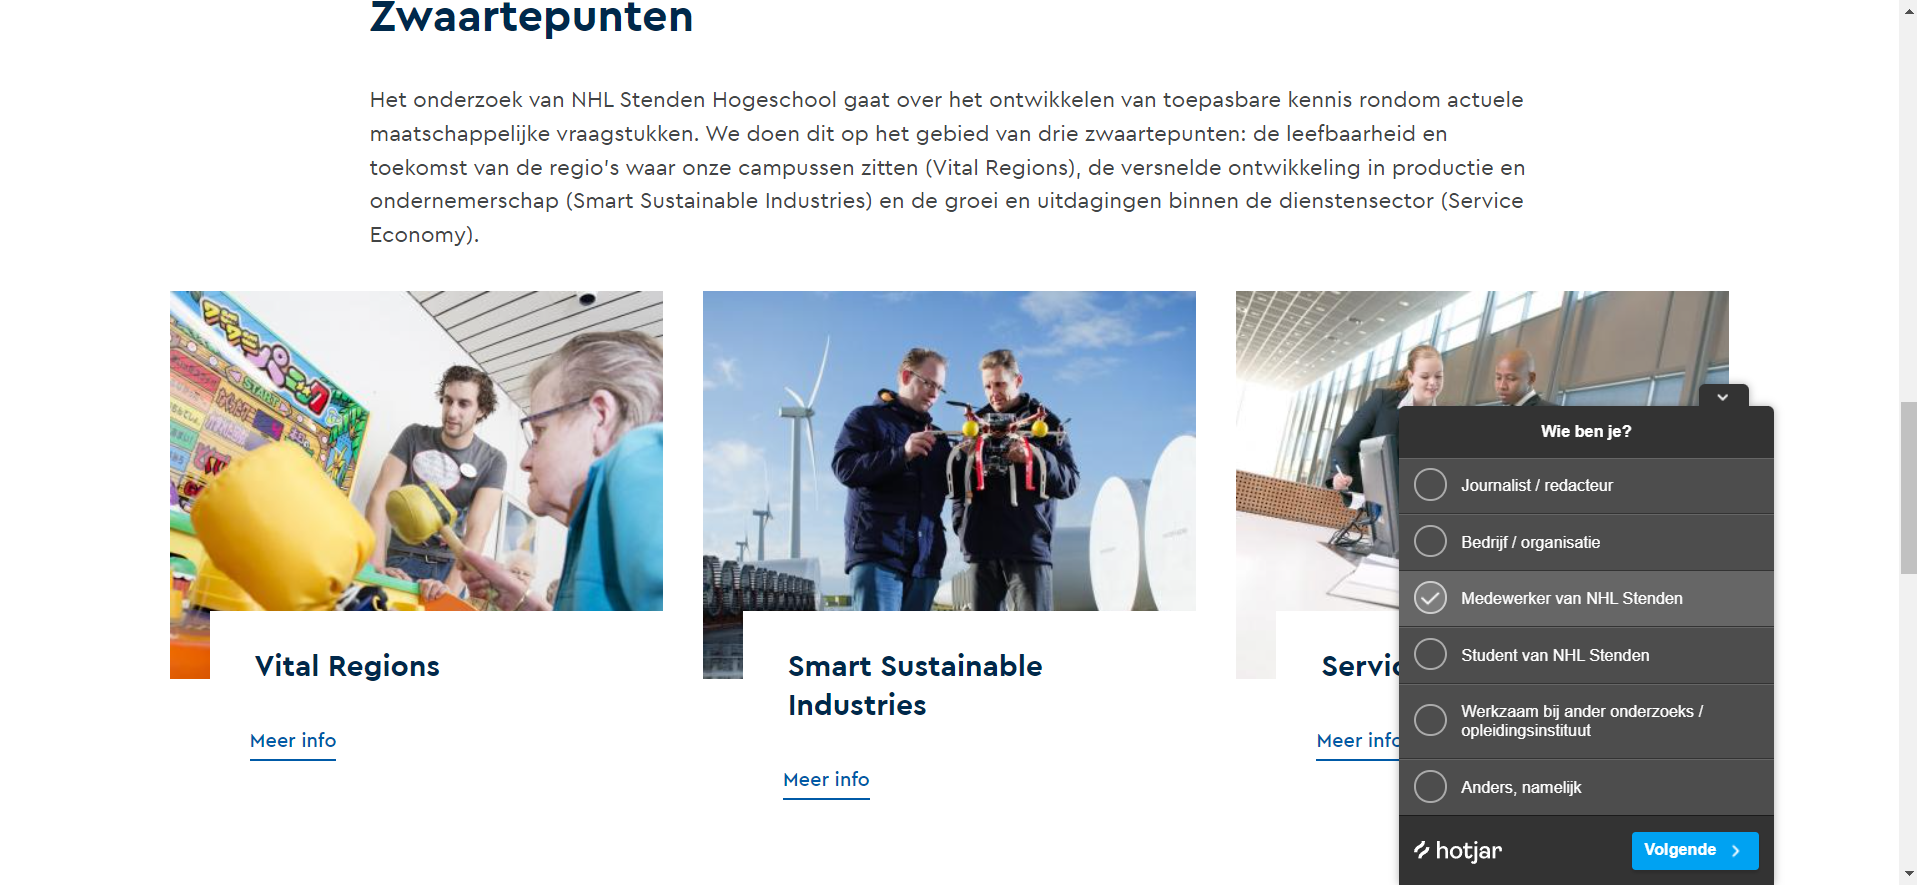 Zwaartepunten
Het onderzoek van NHL Stenden Hogeschool gaat over het ontwikkelen van toepasbare kennis rondom actuele
maatschappelijke vraagstukken. We doen dit op het gebied van drie zwaartepunten: de leefbaarheid en
toekomst van de regio's waar onze campussen zitten (Vital Regions), de versnelde ontwikkeling in productie en
ondernemerschap (Smart Sustainable Industries) en de groei en uitdagingen binnen de dienstensector (Service
Economy).
START!
Vital Regions
Meer info
Smart Sustainable
Industries
Meer info
Servic
Meer info
Wie ben je?
Journalist / redacteur
Bedrijf / organisatie
Medewerker van NHL Stenden
Student van NHL Stenden
Werkzaam bij ander onderzoeks /
opleidingsinstituut
Anders, namelijk
hotjar
Volgende